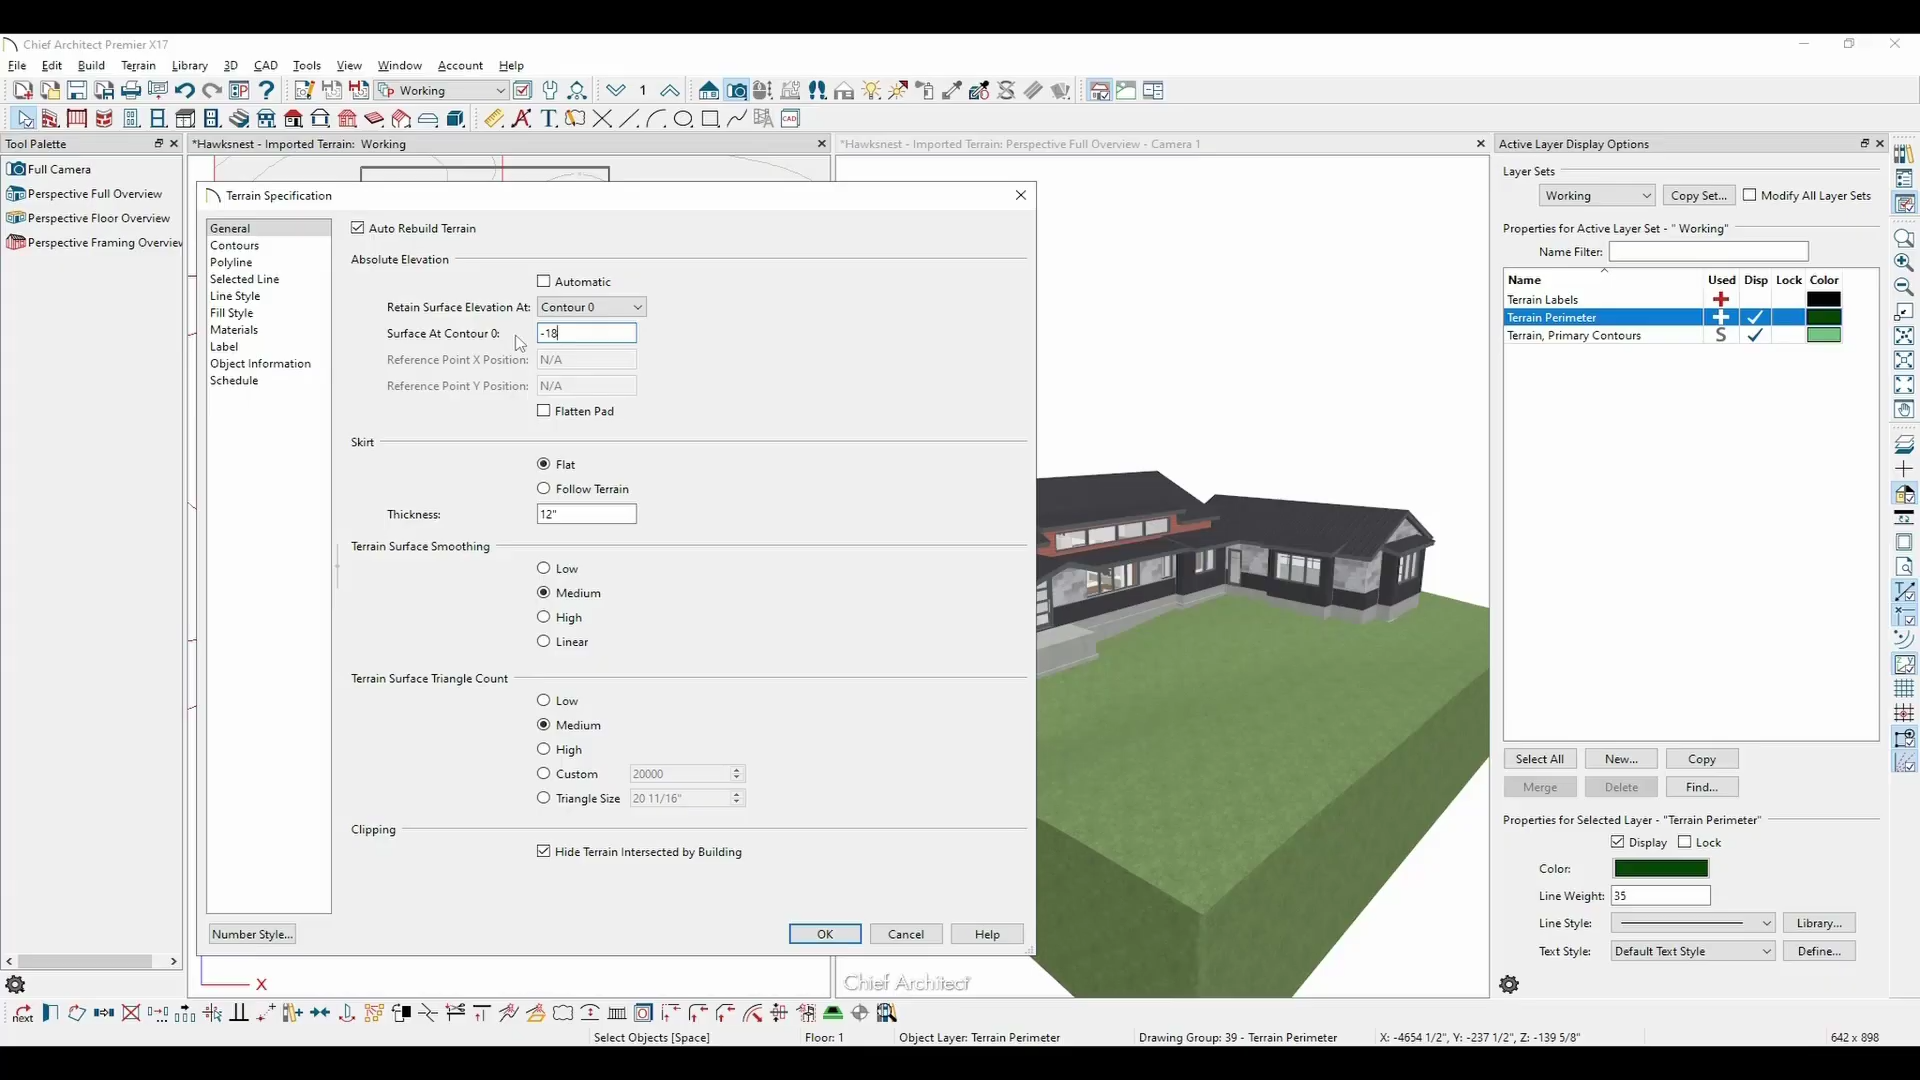 Chief Architect Premier X17
File Edit Build Terrain Library 3D CAD Tools View Window Account Help
Working 1
CAD
Tool Palette
*Hawksnest - Imported Terrain: Working
*Hawksnest - Imported Terrain: Perspective Full Overview - Camera 1
Active Layer Display Options
Full Camera
Perspective Full Overview
Perspective Floor Overview
Perspective Framing Overview
Terrain Specification
General
Contours
Polyline
Selected Line
Line Style
Fill Style
Materials
Label
Object Information
Schedule
Auto Rebuild Terrain
Absolute Elevation
Automatic
Retain Surface Elevation At: Contour 0
Surface At Contour 0: -18
Reference Point X Position: N/A
Reference Point Y Position: N/A
Flatten Pad
Skirt
Flat
Follow Terrain
Thickness: 12"
Terrain Surface Smoothing
Low
Medium
High
Linear
Terrain Surface Triangle Count
Low
Medium
High
Custom 20000
Triangle Size 20 11/16"
Clipping
Hide Terrain Intersected by Building
Number Style... OK Cancel Help
Layer Sets
Working Copy Set... Modify All Layer Sets
Properties for Active Layer Set - " Working"
Name Filter:
Name Used Disp Lock Color
Terrain Labels
Terrain Perimeter
Terrain, Primary Contours S
Select All New... Copy
Merge Delete Find...
Properties for Selected Layer - "Terrain Perimeter"
Display Lock
Color:
Line Weight: 35
Line Style: Library...
Text Style: Default Text Style Define...
X
Chief Architect
next
Select Objects [Space] Floor: 1 Object Layer: Terrain Perimeter Drawing Group: 39 - Terrain Perimeter X: -4654 1/2", Y: -237 1/2", Z: -139 5/8" 642 x 898